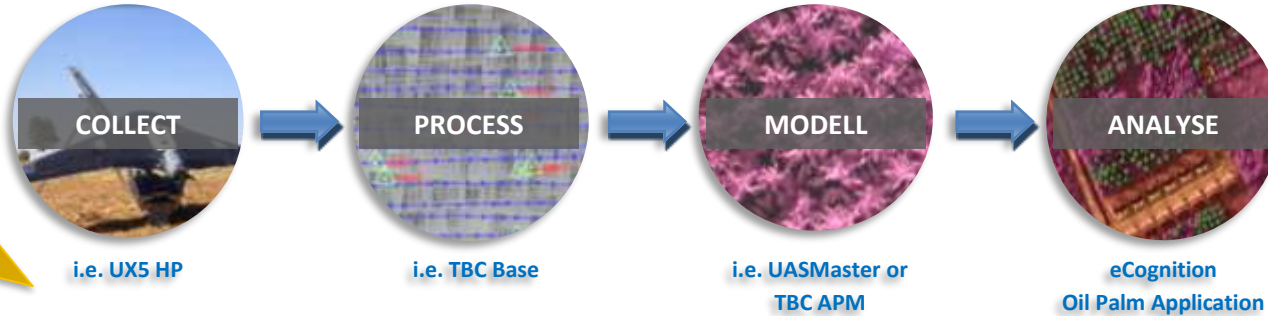 COLLECT
PROCESS
MODELL
ANALYSE
i.e. UX5 HP
i.e. TBC Base
i.e. UASMaster or
TBC APM
eCognition
Oil Palm Application